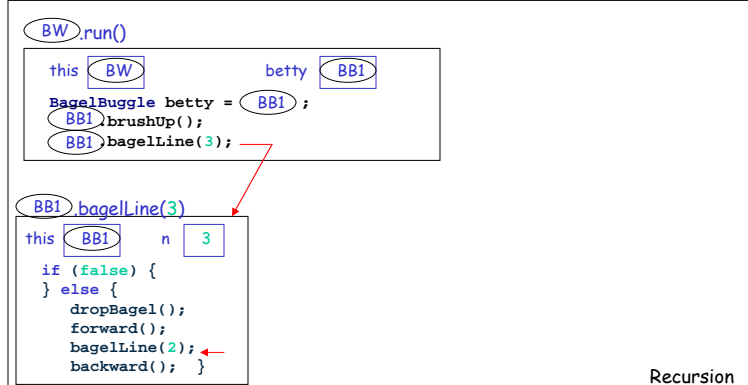 BW.run()
this BW betty BB1
BagelBuggle betty = BB1 ;
BB1.brushUp();
BB1.bagelLine(3);
BB1.bagelLine(3)
this BB1 n 3
if (false) {
} else {
dropBagel();
forward();
bagelLine(2);
backward(); }
Recursion